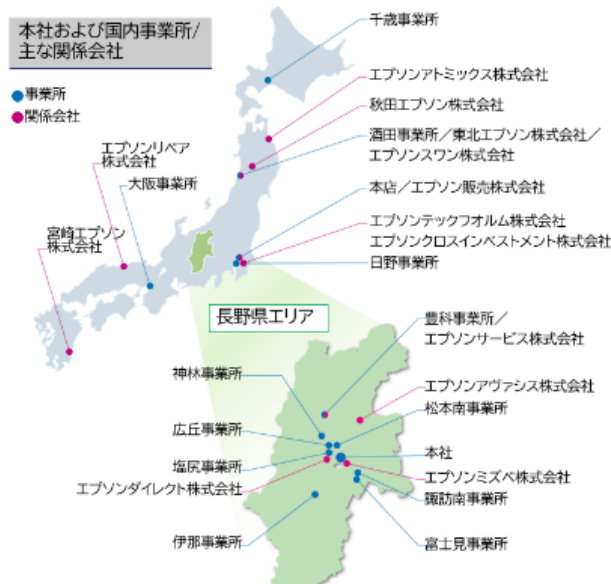 本社および国内事業所/
主な関係会社
事業所
関係会社
千歳事業所
エプソンアトミックス株式会社
秋田エプソン株式会社
酒田事業所／東北エプソン株式会社／
エプソンスワン株式会社
エプソンリペア
株式会社
大阪事業所
本店／エプソン販売株式会社
宮崎エプソン
株式会社
エプソンテックフオルム株式会社
エプソンクロスインベストメント株式会社
日野事業所
長野県エリア
豊科事業所／
エプソンサービス株式会社
神林事業所
エプソンアヴァシス株式会社
松本南事業所
広丘事業所
本社
塩尻事業所
エプソンミズベ株式会社
エプソンダイレクト株式会社
諏訪南事業所
伊那事業所
富士見事業所